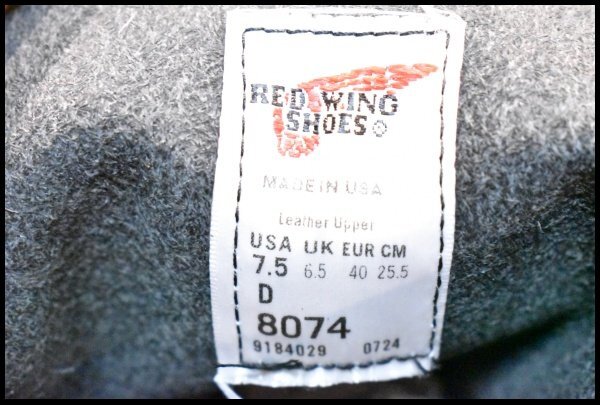 RED WING
SHOES®
MADE IN USA
Leather Upper
USA UK EUR CM
7.5 6.5 40 25.5
D
8074
9184029 0724